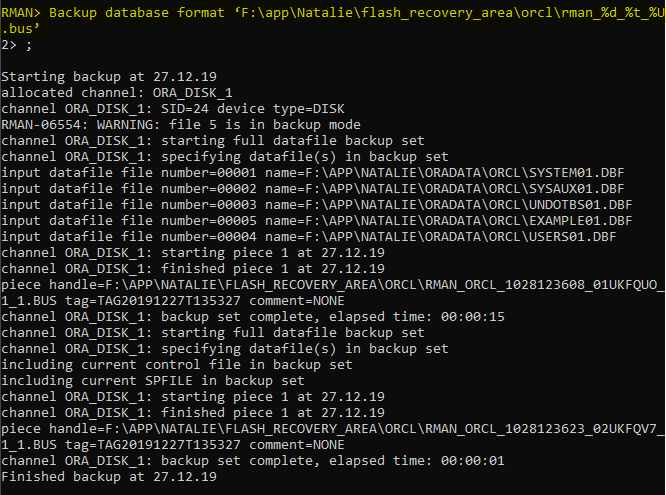 RMAN> Backup database format ‘F:\app\Natalie\flash_recovery_area\orcl\rman_%d_%t_%U
.bus’
2> ;
Starting backup at 27.12.19
allocated channel: ORA_DISK_1
channel ORA_DISK_1: SID=24 device type=DISK
RMAN-06554: WARNING: file 5 is in backup mode
channel ORA_DISK_1: starting full datafile backup set
channel ORA_DISK_1: specifying datafile(s) in backup set
input datafile file number=00001 name=F:\APP\NATALIE\ORADATA\ORCL\SYSTEM01.DBF
input datafile file number=00002 name=F:\APP\NATALIE\ORADATA\ORCL\SYSAUX01.DBF
input datafile file number=00003 name=F:\APP\NATALIE\ORADATA\ORCL\UNDOTBS01.DBF
input datafile file number=00005 name=F:\APP\NATALIE\ORADATA\ORCL\EXAMPLE01.DBF
input datafile file number=00004 name=F:\APP\NATALIE\ORADATA\ORCL\USERS01.DBF
channel ORA_DISK_1: starting piece 1 at 27.12.19
channel ORA_DISK_1: finished piece 1 at 27.12.19
piece handle=F:\APP\NATALIE\FLASH_RECOVERY_AREA\ORCL\RMAN_ORCL_1028123608_01UKFQUO_
1_1.BUS tag=TAG20191227T135327 comment=NONE
channel ORA_DISK_1: backup set complete, elapsed time: 00:00:15
channel ORA_DISK_1: starting full datafile backup set
channel ORA_DISK_1: specifying datafile(s) in backup set
including current control file in backup set
including current SPFILE in backup set
channel ORA_DISK_1: starting piece 1 at 27.12.19
channel ORA_DISK_1: finished piece 1 at 27.12.19
piece handle=F:\APP\NATALIE\FLASH_RECOVERY_AREA\ORCL\RMAN_ORCL_1028123623_02UKFQV7_
1_1.BUS tag=TAG20191227T135327 comment=NONE
channel ORA_DISK_1: backup set complete, elapsed time: 00:00:01
Finished backup at 27.12.19